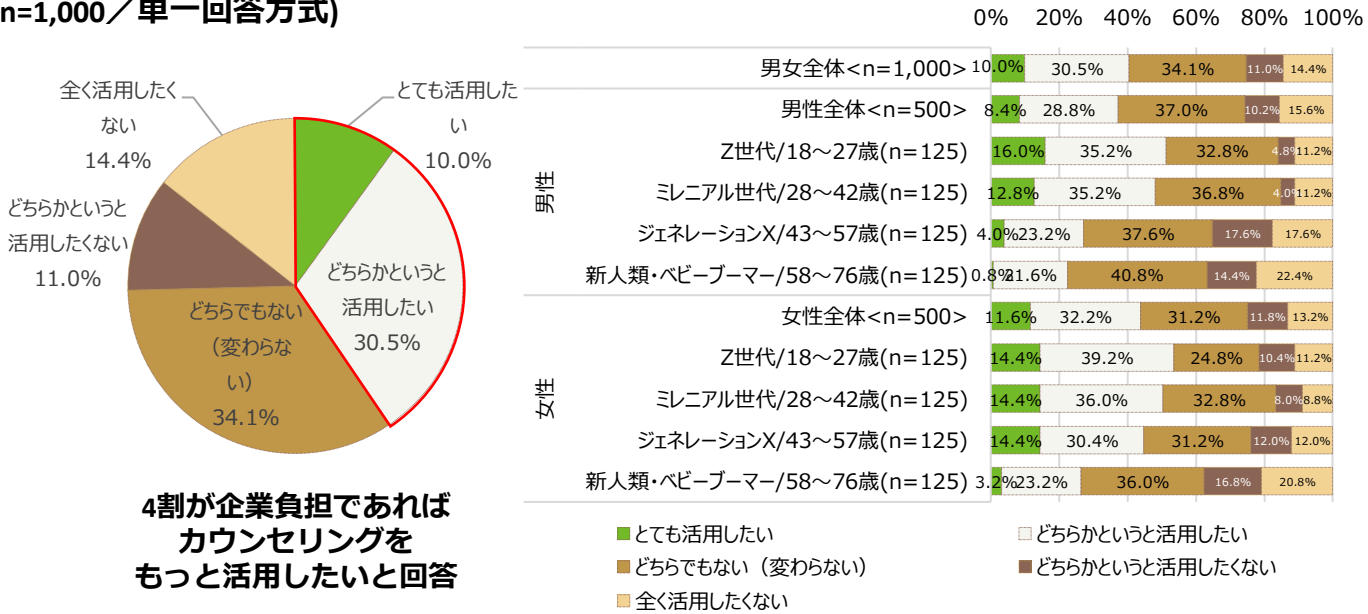 n=1,000／単一回答方式)
全く活用したく
ない
14.4%
とても活用した
い
10.0%
どちらかというと
活用したくない
11.0%
どちらかというと
活用したい
30.5%
どちらでもない
（変わらな
い）
34.1%
4割が企業負担であれば
カウンセリングを
もっと活用したいと回答
0% 20% 40% 60% 80% 100%
男女全体<n=1,000> 10.0% 30.5% 34.1% 11.0% 14.4%
男性
男性全体<n=500> 8.4% 28.8% 37.0% 10.2% 15.6%
Z世代/18～27歳(n=125) 16.0% 35.2% 32.8% 4.8% 11.2%
ミレニアル世代/28～42歳(n=125) 12.8% 35.2% 36.8% 4.0% 11.2%
ジェネレーションX/43～57歳(n=125) 4.0% 23.2% 37.6% 17.6% 17.6%
新人類・ベビーブーマー/58～76歳(n=125) 0.8% 21.6% 40.8% 14.4% 22.4%
女性
女性全体<n=500> 11.6% 32.2% 31.2% 11.8% 13.2%
Z世代/18～27歳(n=125) 14.4% 39.2% 24.8% 10.4% 11.2%
ミレニアル世代/28～42歳(n=125) 14.4% 36.0% 32.8% 8.0% 8.8%
ジェネレーションX/43～57歳(n=125) 14.4% 30.4% 31.2% 12.0% 12.0%
新人類・ベビーブーマー/58～76歳(n=125) 3.2% 23.2% 36.0% 16.8% 20.8%
とても活用したい どちらかというと活用したい
どちらでもない（変わらない） どちらかというと活用したくない
全く活用したくない